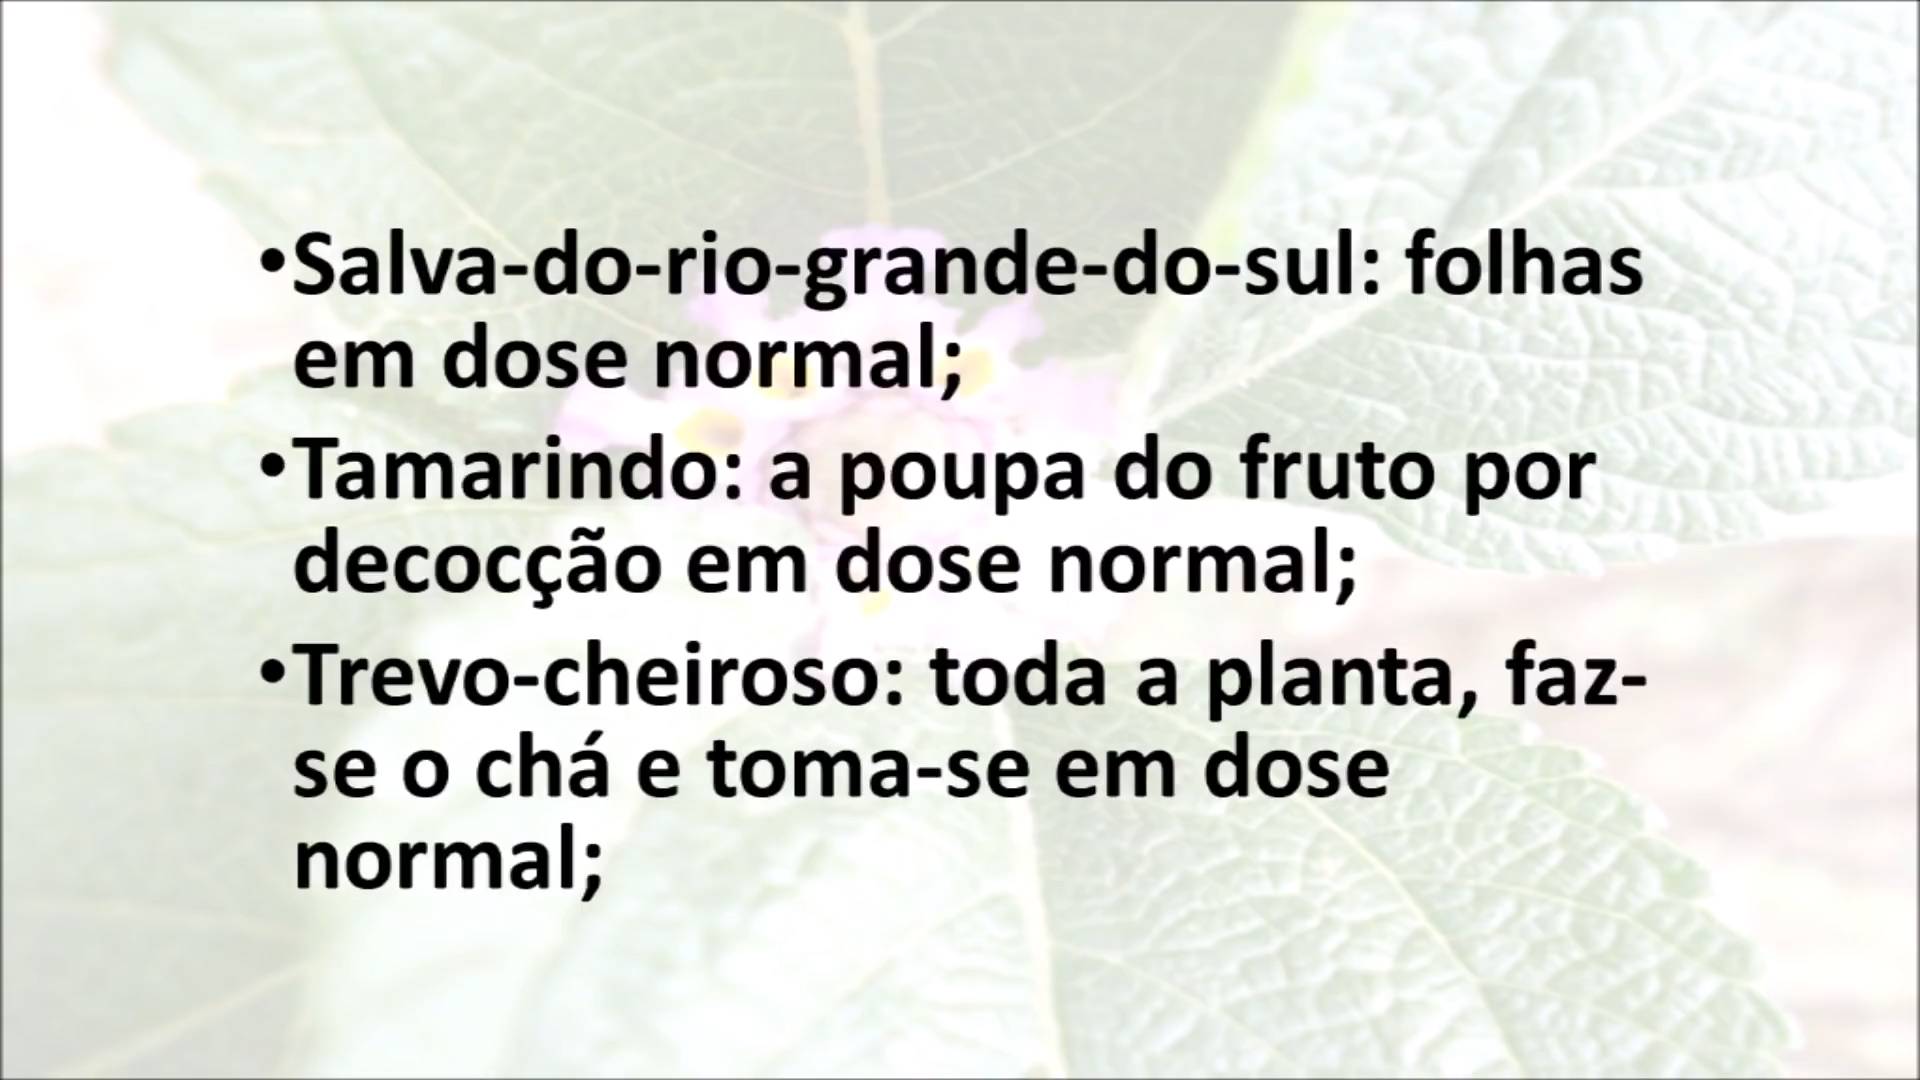 •Salva-do-rio-grande-do-sul: folhas
em dose normal;
•Tamarindo: a poupa do fruto por
decocção em dose normal;
•Trevo-cheiroso: toda a planta, faz-
se o chá e toma-se em dose
normal;